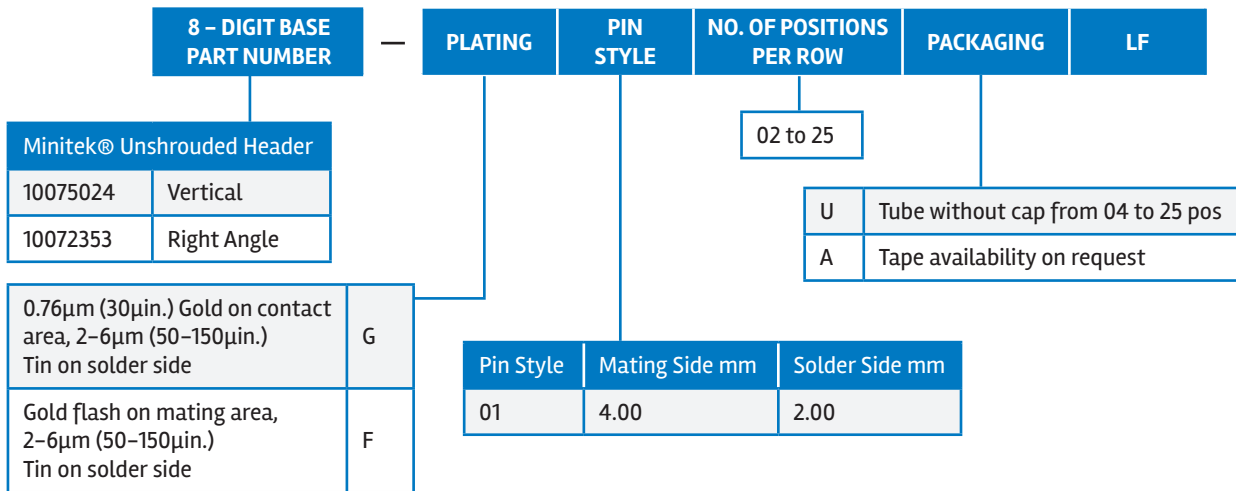 8 – DIGIT BASE
PART NUMBER
—
PLATING
PIN
STYLE
NO. OF POSITIONS
PER ROW
PACKAGING
LF
Minitek® Unshrouded Header
10075024 Vertical
10072353 Right Angle
02 to 25
U Tube without cap from 04 to 25 pos
A Tape availability on request
0.76µm (30µin.) Gold on contact
area, 2–6µm (50–150µin.)
Tin on solder side
G
Gold flash on mating area,
2–6µm (50–150µin.)
Tin on solder side
F
Pin Style Mating Side mm Solder Side mm
01 4.00 2.00